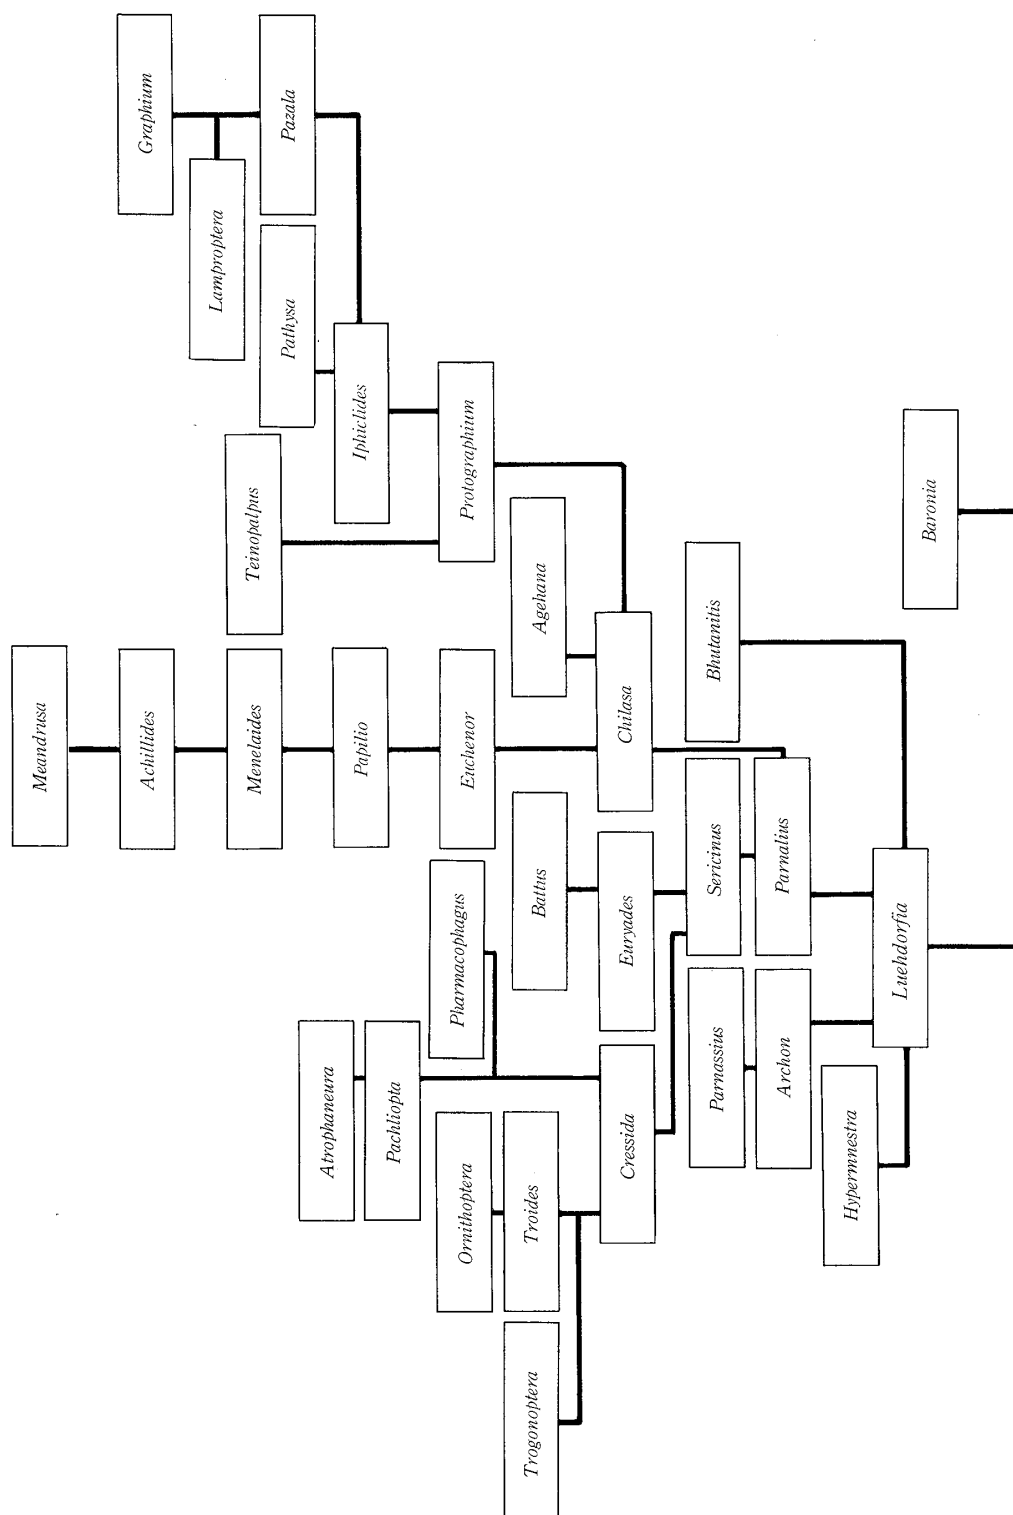 Graphium
Lamproptera
Pazala
Pathysa
Iphiclides
Teinopalpus
Protographium
Agehana
Baronia
Bhutanitis
Meandrusa
Achillides
Menelaides
Papilio
Euchenor
Chilasa
Battus
Euryades
Sericinus
Parnalius
Luehdorfia
Pharmacophagus
Parnassius
Archon
Hypermnestra
Atrophaneura
Pachliopta
Cressida
Ornithoptera
Troides
Trogonoptera